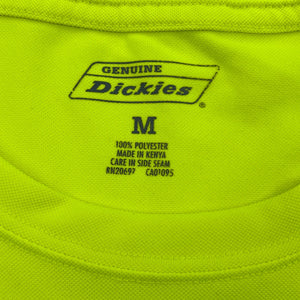 GENUINE
Dickies®
M
100% POLYESTER
MADE IN KENYA
CARE IN SIDE SEAM
RN20697 CA01095